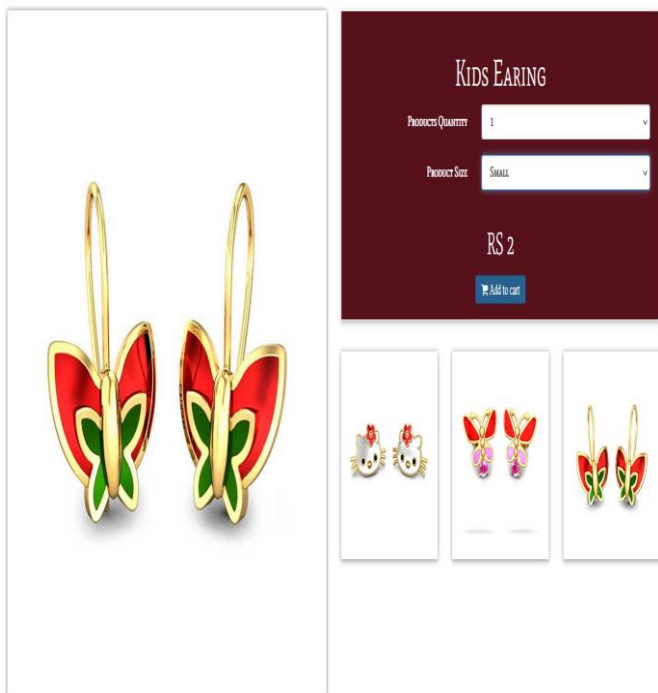 Kids Earing
Products Quantity 1
Product Size Small
RS 2
Add to cart